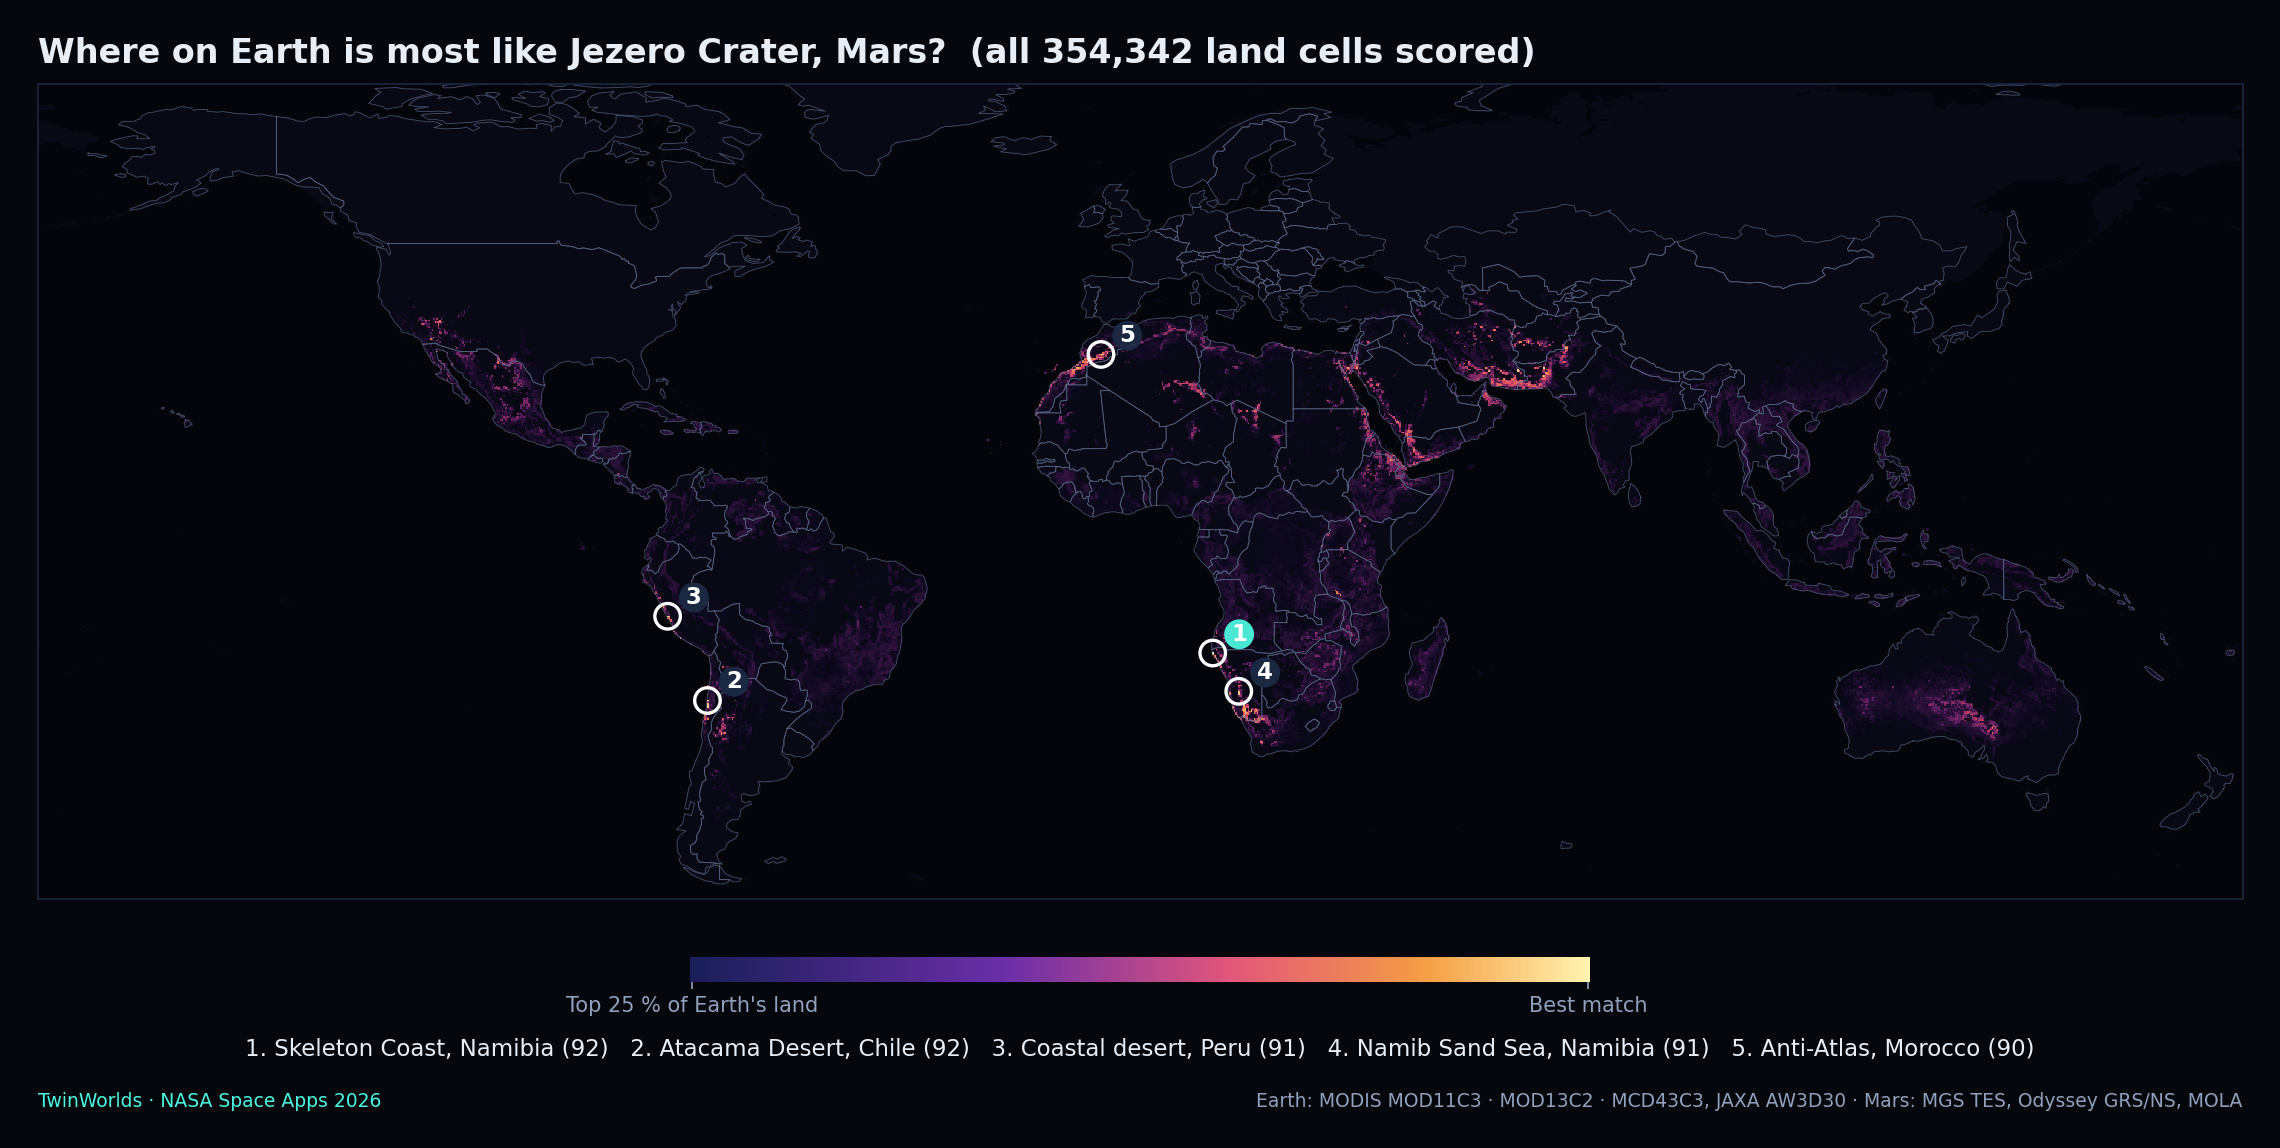 Where on Earth is most like Jezero Crater, Mars?  (all 354,342 land cells scored)
5
3
1
4
2
Top 25 % of Earth's land
Best match
1. Skeleton Coast, Namibia (92)   2. Atacama Desert, Chile (92)   3. Coastal desert, Peru (91)   4. Namib Sand Sea, Namibia (91)   5. Anti-Atlas, Morocco (90)
TwinWorlds · NASA Space Apps 2026
Earth: MODIS MOD11C3 · MOD13C2 · MCD43C3, JAXA AW3D30 · Mars: MGS TES, Odyssey GRS/NS, MOLA